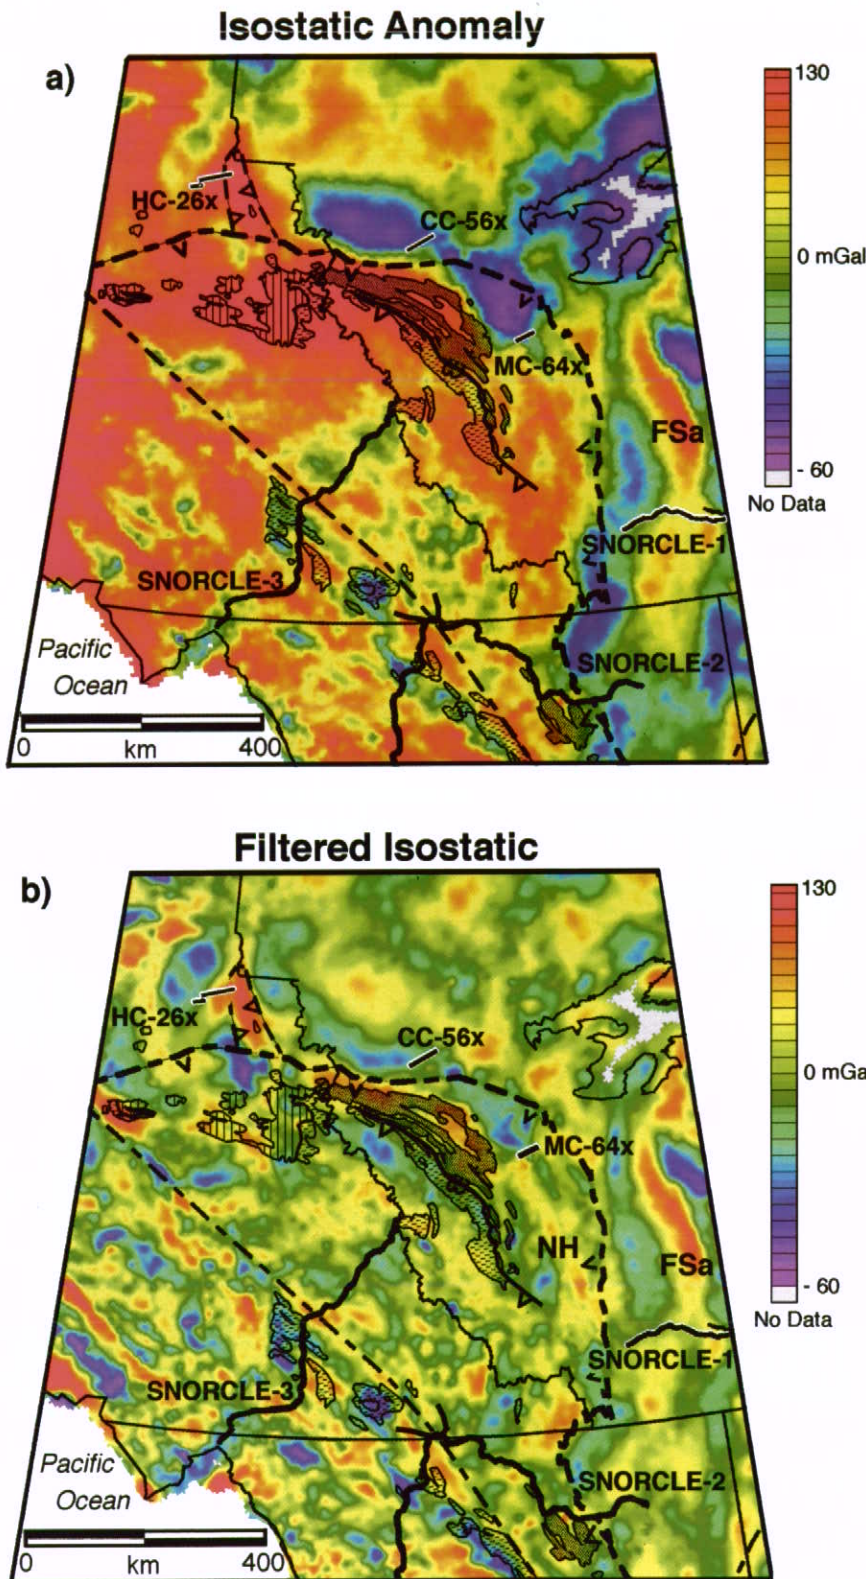 Isostatic Anomaly
a)
130
HC-26x
CC-56x
0 mGal
MC-64x
FSa
- 60
No Data
SNORCLE-1
SNORCLE-3
Pacific
Ocean
SNORCLE-2
0 km 400
Filtered Isostatic
b)
130
HC-26x
CC-56x
0 mGa
MC-64x
NH
FSa
- 60
No Data
SNORCLE-1
SNORCLE-3
Pacific
Ocean
SNORCLE-2
0 km 400